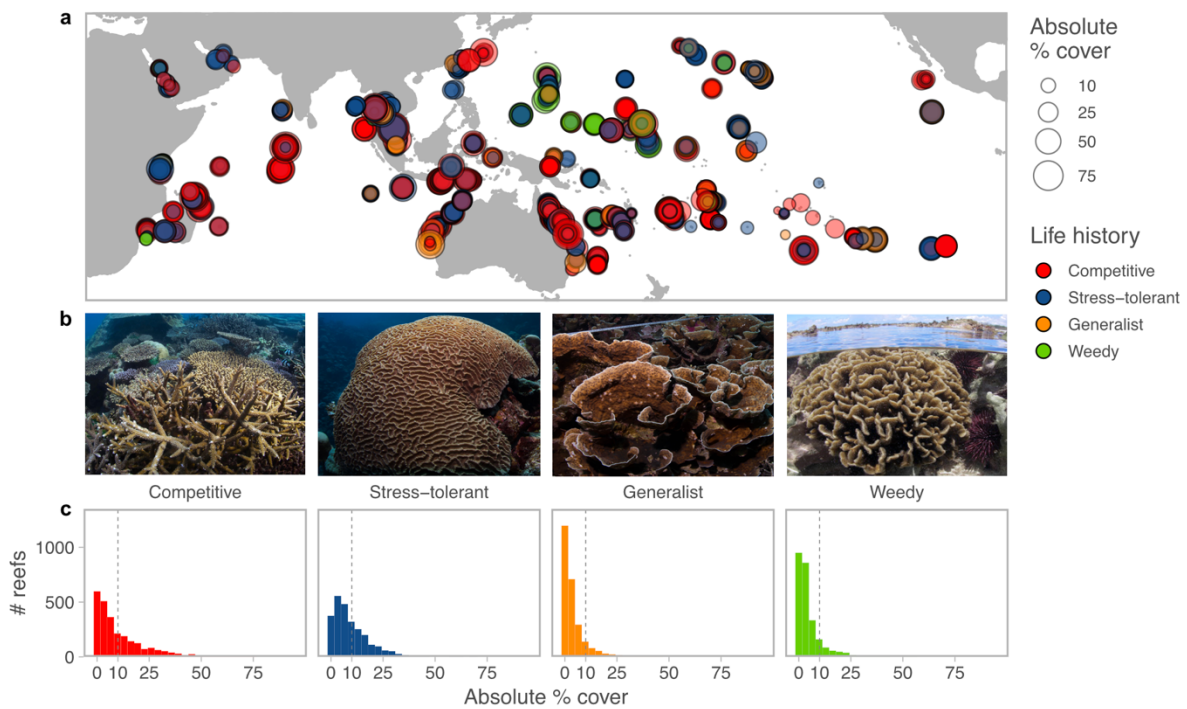 a
Absolute
% cover
10
25
50
75
Life history
Competitive
Stress−tolerant
Generalist
Weedy
b
Competitive
Stress−tolerant
Generalist
Weedy
c
# reefs
1000
500
0
0 10 25 50 75
0 10 25 50 75
0 10 25 50 75
0 10 25 50 75
Absolute % cover